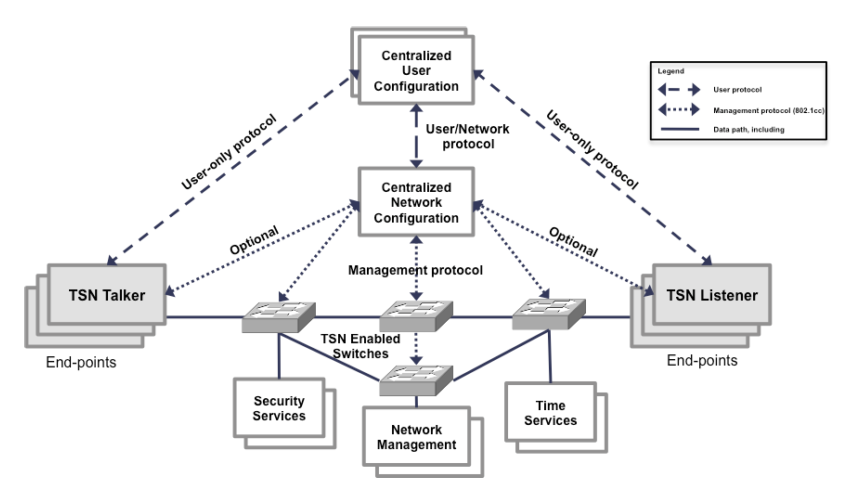 Centralized
User
Configuration
Legend
User protocol
Management protocol (802.1cc)
Data path, including
User-only protocol
User/Network
protocol
User-only protocol
Centralized
Network
Configuration
Optional
Optional
Management protocol
TSN Talker
TSN Listener
TSN Enabled
Switches
End-points
End-points
Security
Services
Network
Management
Time
Services